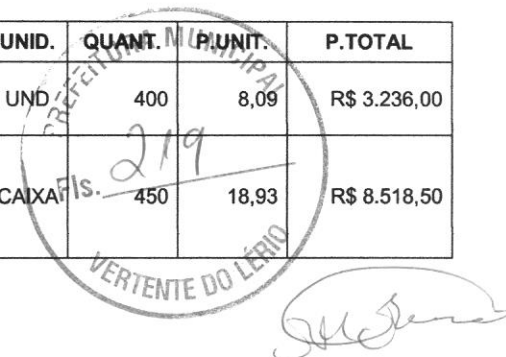 UNID. QUANT. P.UNIT. P.TOTAL
PREFEITURA MUNICIPAL
UND 400 8,09 R$ 3.236,00
Fls. 219
CAIXA 450 18,93 R$ 8.518,50
VERTENTE DO LÉRIO